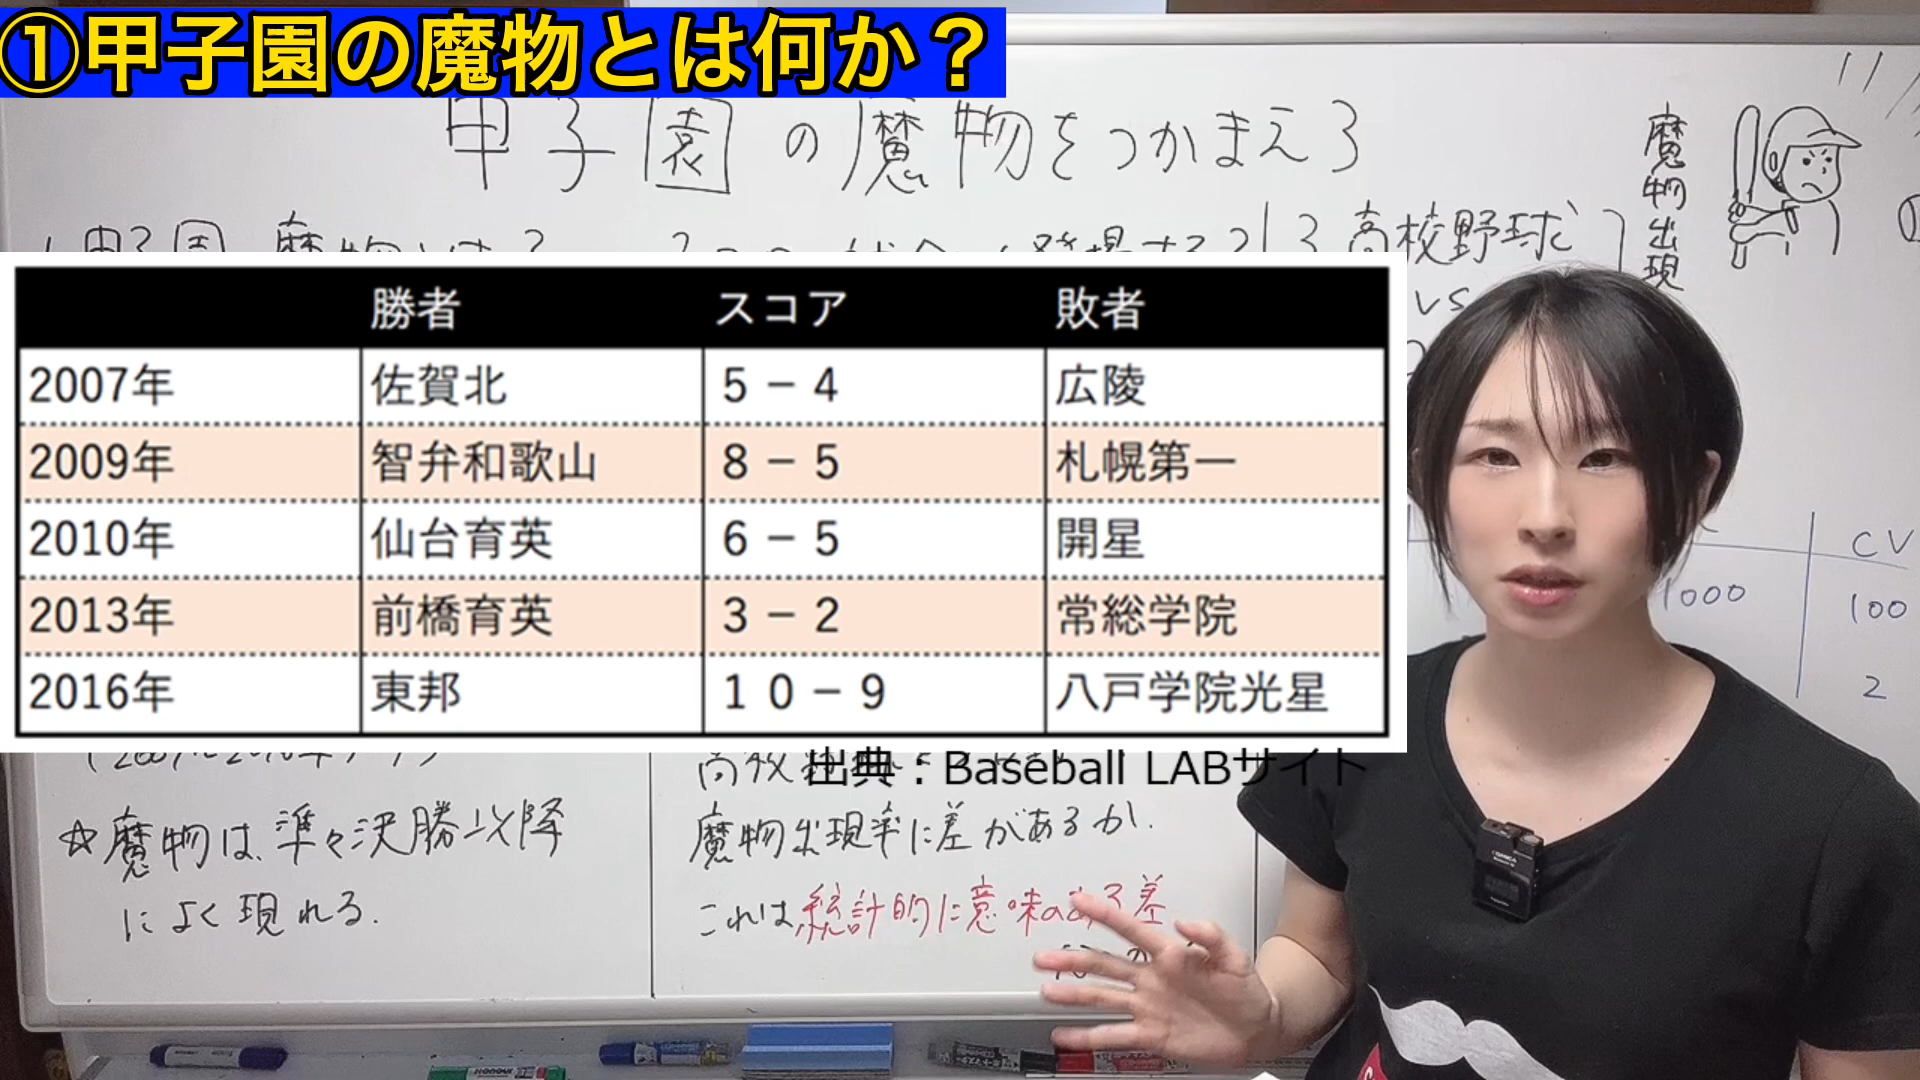 ①甲子園の魔物とは何か？
甲子園の魔物をつかまえろ
魔物出現
3 高校野球
VS
勝者 スコア 敗者
2007年 佐賀北 5 － 4 広陵
2009年 智弁和歌山 8 － 5 札幌第一
2010年 仙台育英 6 － 5 開星
2013年 前橋育英 3 － 2 常総学院
2016年 東邦 １０－９ 八戸学院光星
CV
1000 100
2
出典：Baseball LABサイト
☆魔物は、準々決勝以降
によく現れる.
魔物出現率に差があるか.
これは統計的に意味のある差